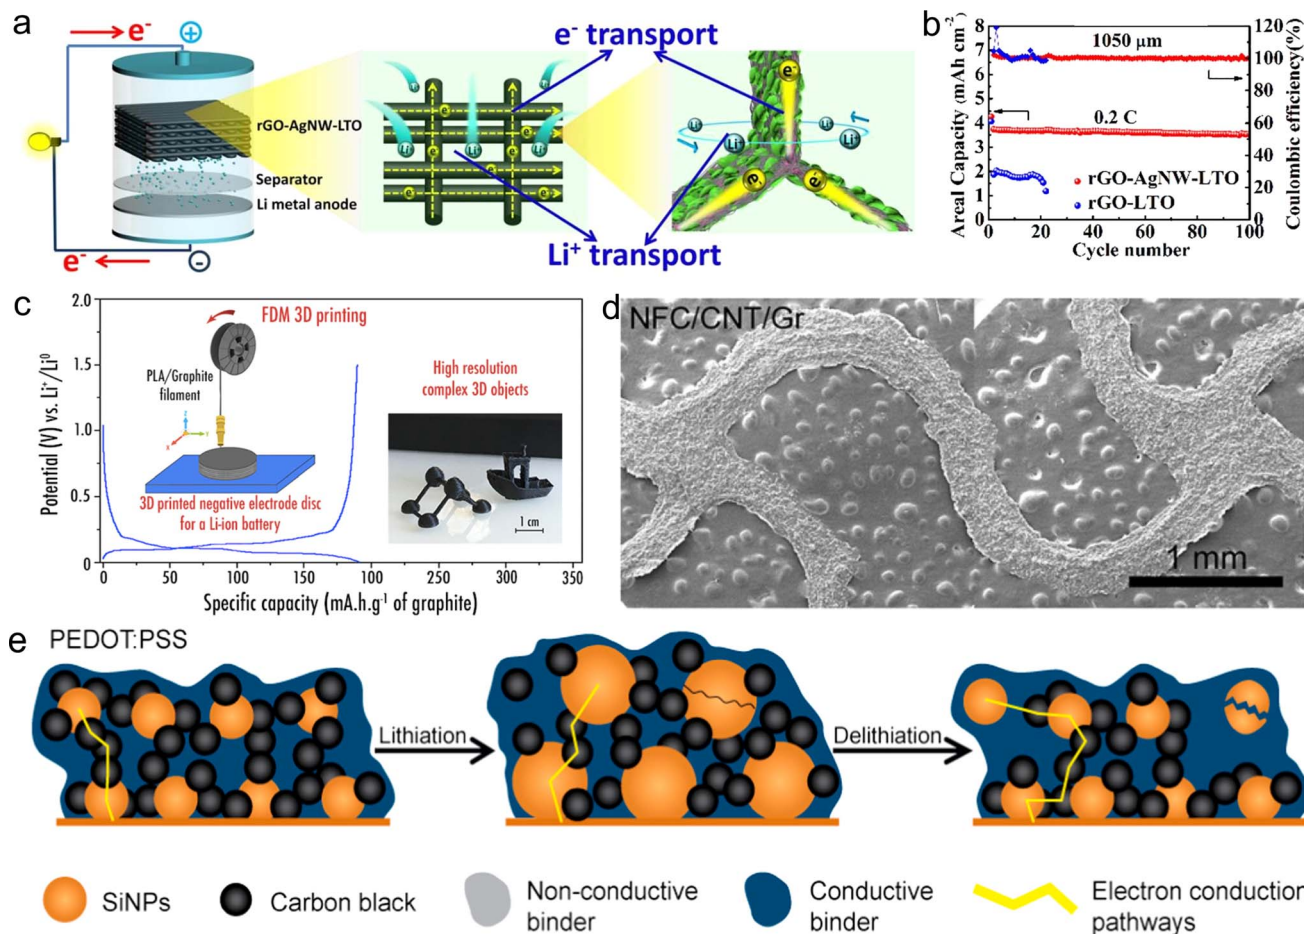 a
e⁻
+
rGO-AgNW-LTO
Separator
Li metal anode
e⁻
-
e⁻ transport
Li⁺ transport
b
Areal Capacity (mAh cm⁻²
8
7
6
5
4
3
2
1
0
1050 μm
0.2 C
rGO-AgNW-LTO
rGO-LTO
0 20 40 60 80 100
Cycle number
120
100
80
60
40
20
0
Coulombic efficiency(%)
c
Potential (V) vs. Li⁺/Li⁰
2.0
1.5
1.0
0.5
0
FDM 3D printing
PLA/Graphite
filament
Z
X
Y
3D printed negative electrode disc
for a Li-ion battery
High resolution
complex 3D objects
1 cm
0 50 100 150 200 250 300 350
Specific capacity (mA.h.g⁻¹ of graphite)
d
NFC/CNT/Gr
1 mm
e
PEDOT:PSS
Lithiation
Delithiation
SiNPs
Carbon black
Non-conductive
binder
Conductive
binder
Electron conduction
pathways